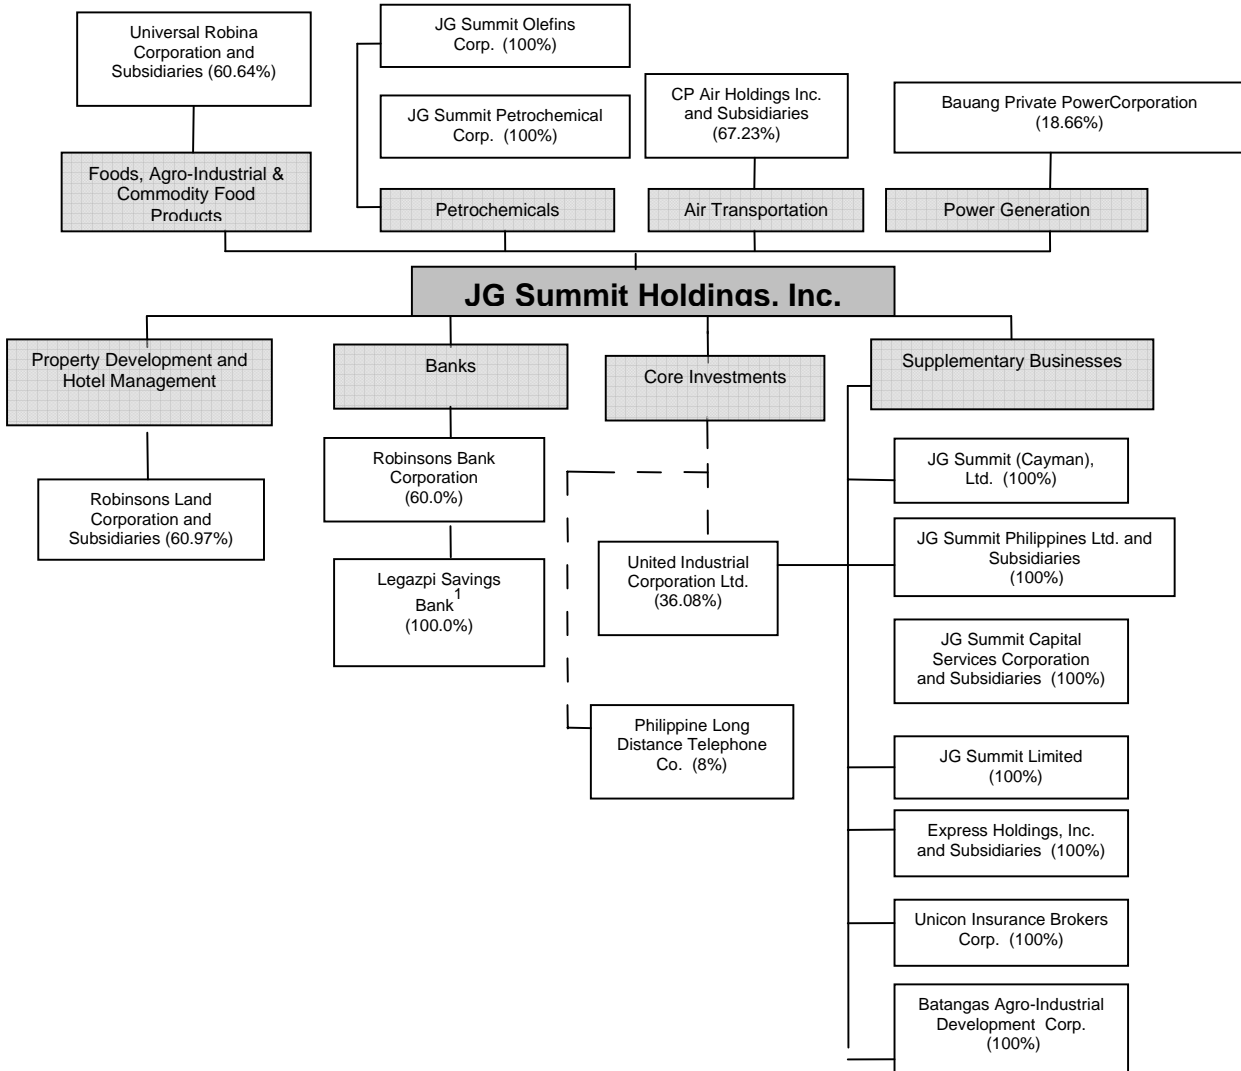 Universal Robina
Corporation and
Subsidiaries (60.64%)
JG Summit Olefins
Corp. (100%)
JG Summit Petrochemical
Corp. (100%)
CP Air Holdings Inc.
and Subsidiaries
(67.23%)
Bauang Private PowerCorporation
(18.66%)
Foods, Agro-Industrial &
Commodity Food
Products
Petrochemicals
Air Transportation
Power Generation
JG Summit Holdings, Inc.
Property Development and
Hotel Management
Banks
Core Investments
Supplementary Businesses
Robinsons Land
Corporation and
Subsidiaries (60.97%)
Robinsons Bank
Corporation
(60.0%)
Legazpi Savings
Bank1
(100.0%)
United Industrial
Corporation Ltd.
(36.08%)
Philippine Long
Distance Telephone
Co. (8%)
JG Summit (Cayman),
Ltd. (100%)
JG Summit Philippines Ltd. and
Subsidiaries
(100%)
JG Summit Capital
Services Corporation
and Subsidiaries (100%)
JG Summit Limited
(100%)
Express Holdings, Inc.
and Subsidiaries (100%)
Unicon Insurance Brokers
Corp. (100%)
Batangas Agro-Industrial
Development Corp.
(100%)